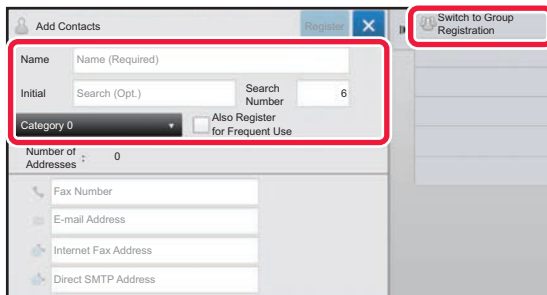 Add Contacts
Register
Switch to Group
Registration
Name
Name (Required)
Initial
Search (Opt.)
Search
Number
6
Category 0
Also Register
for Frequent Use
Number of
Addresses
:
0
Fax Number
E-mail Address
Internet Fax Address
Direct SMTP Address